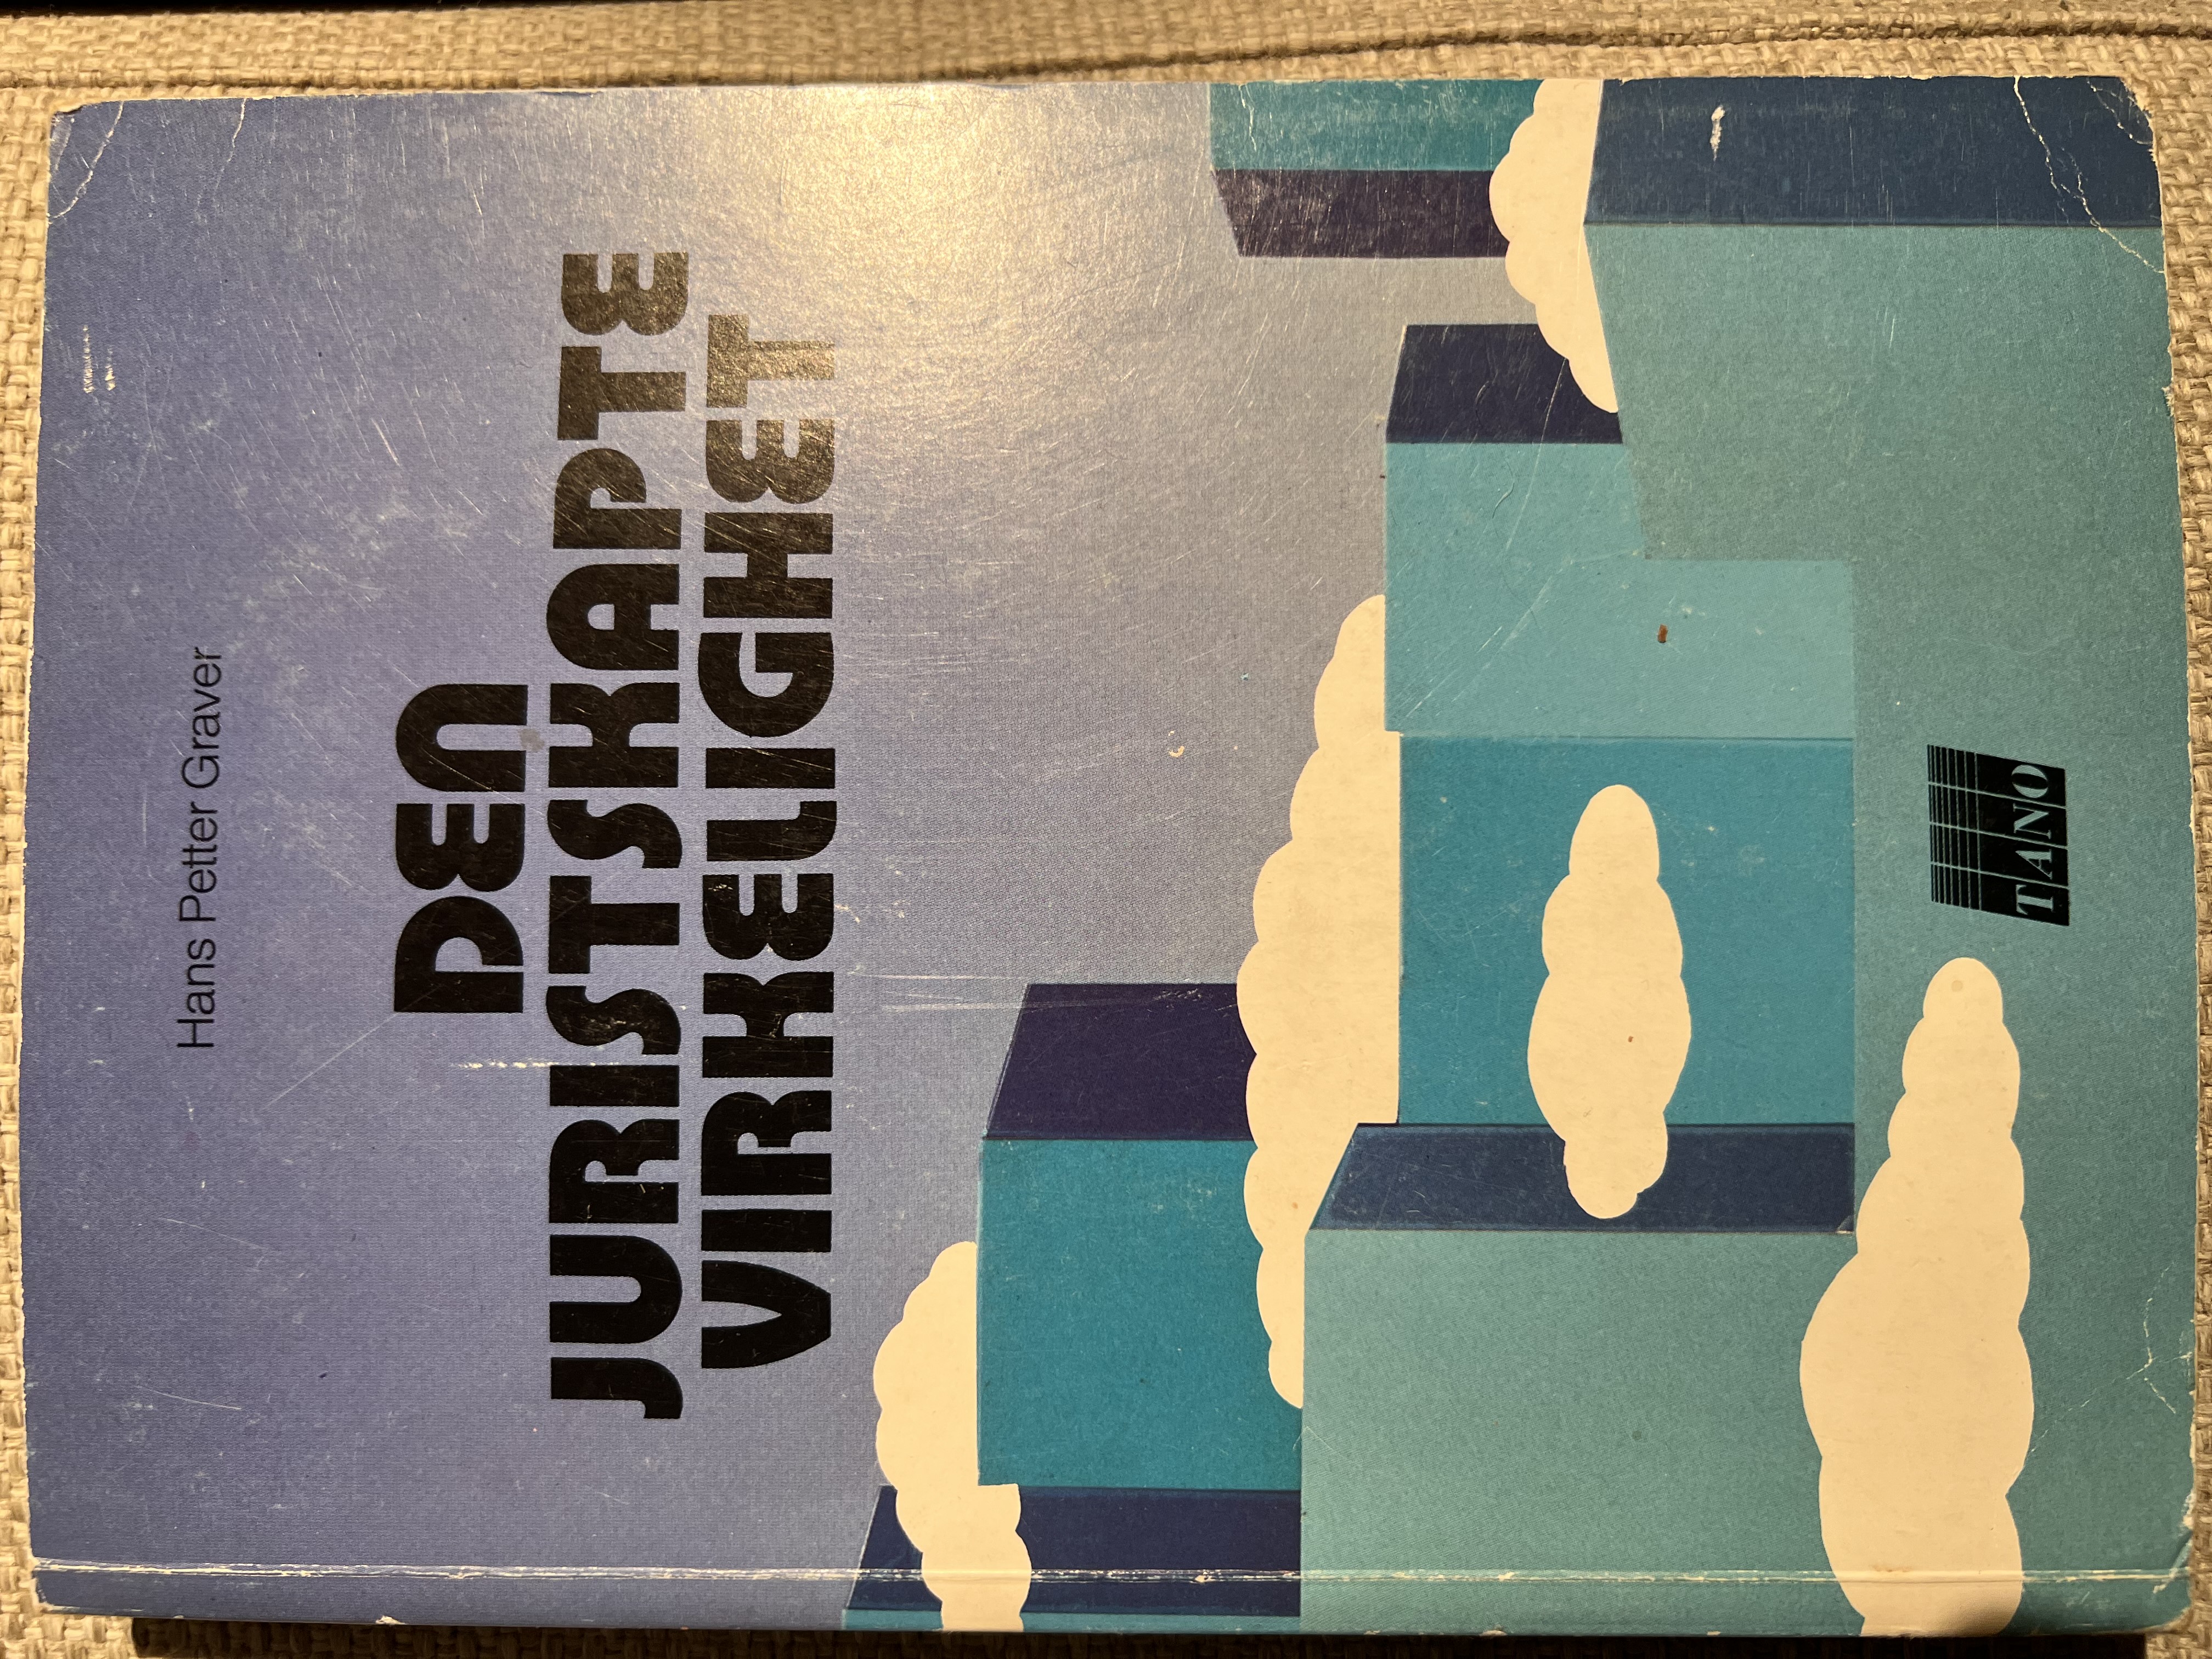 Hans Petter Graver
DEN
JURISTSKAPTE
VIRKELIGHET
TANO